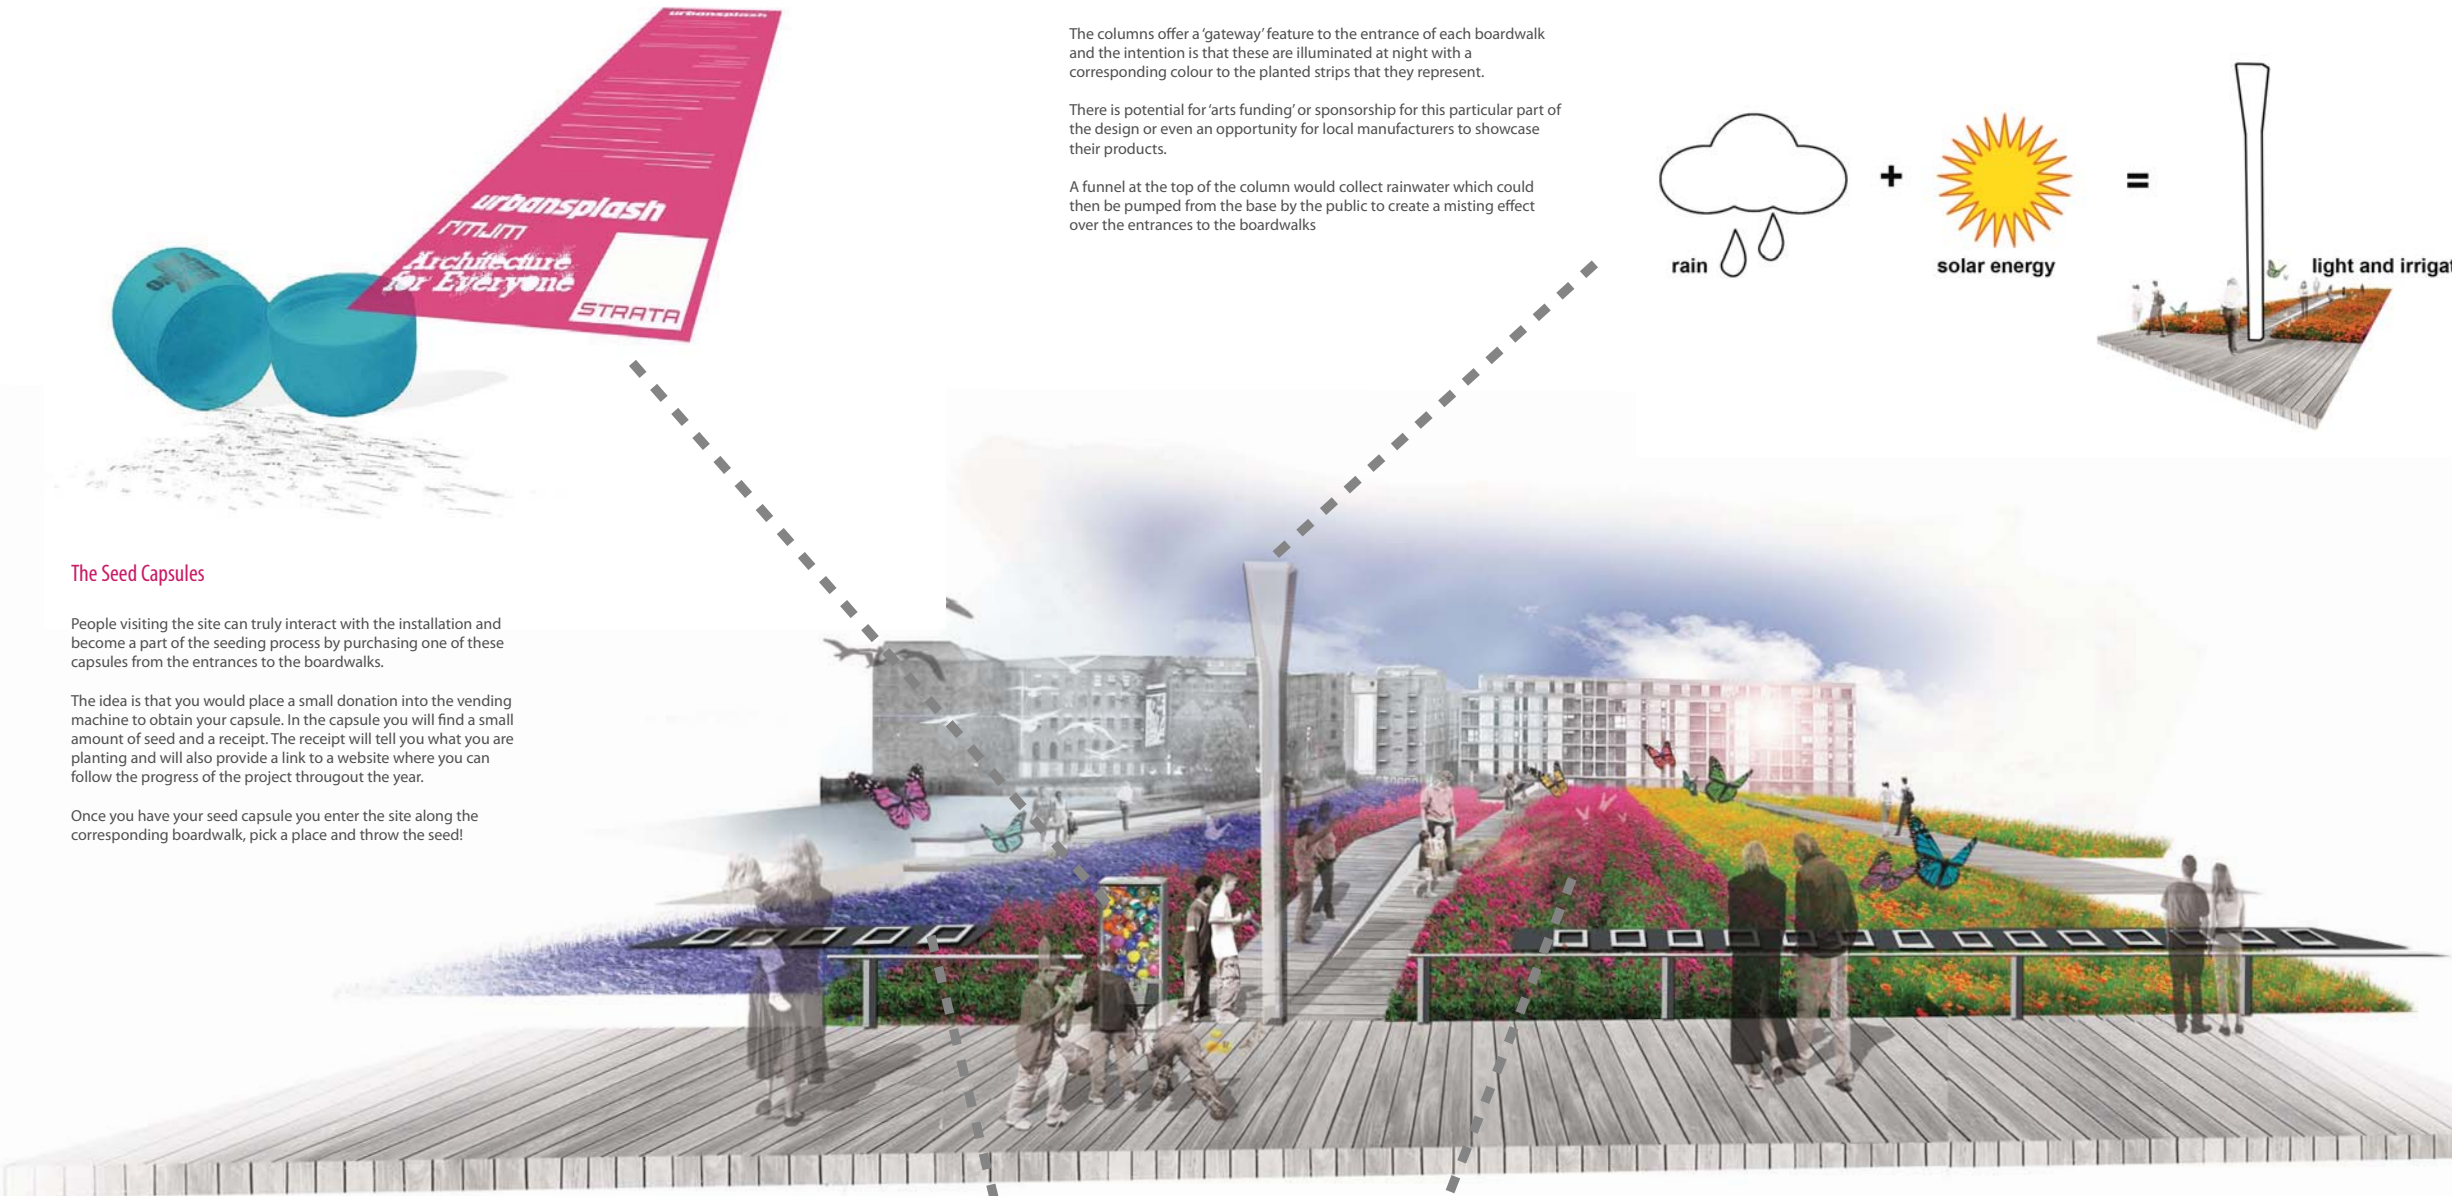 urbansplash
urbansplash
rmjm
Architecture
for Everyone
STRATA
The columns offer a ‘gateway’ feature to the entrance of each boardwalk
and the intention is that these are illuminated at night with a
corresponding colour to the planted strips that they represent.
There is potential for ‘arts funding’ or sponsorship for this particular part of
the design or even an opportunity for local manufacturers to showcase
their products.
A funnel at the top of the column would collect rainwater which could
then be pumped from the base by the public to create a misting effect
over the entrances to the boardwalks
+
=
rain
solar energy
light and irrigat
The Seed Capsules
People visiting the site can truly interact with the installation and
become a part of the seeding process by purchasing one of these
capsules from the entrances to the boardwalks.
The idea is that you would place a small donation into the vending
machine to obtain your capsule. In the capsule you will find a small
amount of seed and a receipt. The receipt will tell you what you are
planting and will also provide a link to a website where you can
follow the progress of the project througout the year.
Once you have your seed capsule you enter the site along the
corresponding boardwalk, pick a place and throw the seed!